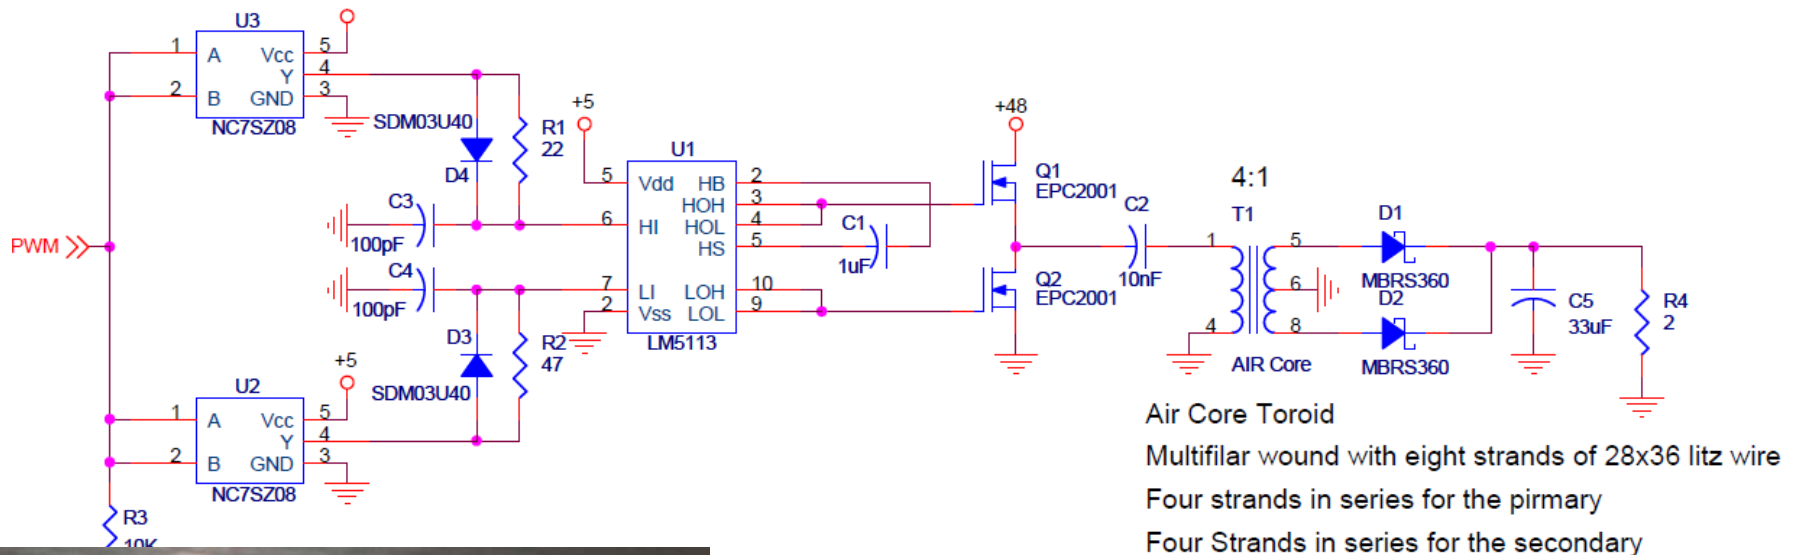 U3
1 A Vcc 5
Y 4
2 B GND 3
NC7SZ08
SDM03U40
D4
R1
22
+5
C3
100pF
PWM
C4
100pF
D3
SDM03U40
R2
47
U2
+5
1 A Vcc 5
Y 4
2 B GND 3
NC7SZ08
R3
10K
U1
5 Vdd HB 2
HOH 3
HOL 4
6 HI
HS 5
7 LI LOH 10
2 Vss LOL 9
LM5113
C1
1uF
+48
Q1
EPC2001
Q2
EPC2001
C2
10nF
4:1
T1
1 5
6
4 8
AIR Core
D1
MBRS360
D2
MBRS360
C5
33uF
R4
2
Air Core Toroid
Multifilar wound with eight strands of 28x36 litz wire
Four strands in series for the pirmary
Four Strands in series for the secondary